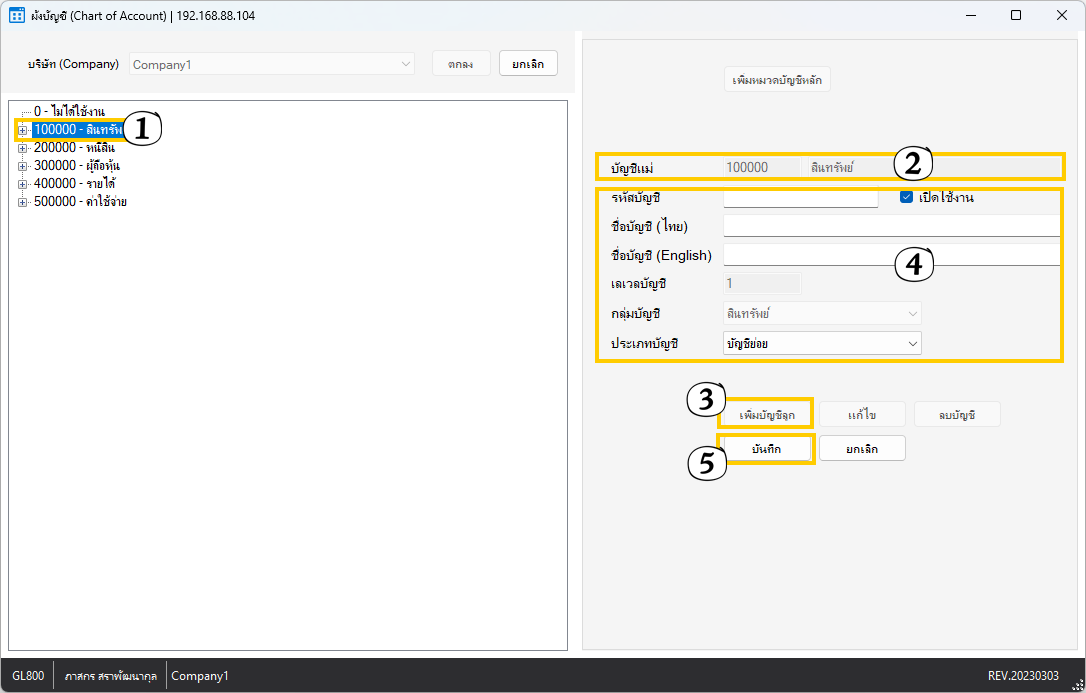 ผังบัญชี (Chart of Account) | 192.168.88.104
บริษัท (Company) Company1 ตกลง ยกเลิก
0 - ไม่ได้ใช้งาน
100000 - สินทรัพ 1
200000 - หนี้สิน
300000 - ผู้ถือหุ้น
400000 - รายได้
500000 - ค่าใช้จ่าย
เพิ่มหมวดบัญชีหลัก
บัญชีแม่ 100000 สินทรัพย์ 2
รหัสบัญชี เปิดใช้งาน
ชื่อบัญชี (ไทย)
ชื่อบัญชี (English) 4
เลเวลบัญชี 1
กลุ่มบัญชี สินทรัพย์
ประเภทบัญชี บัญชีย่อย
3 เพิ่มบัญชีลูก แก้ไข ลบบัญชี
5 บันทึก ยกเลิก
GL800 ภาสกร สราพัฒนากุล Company1 REV.20230303